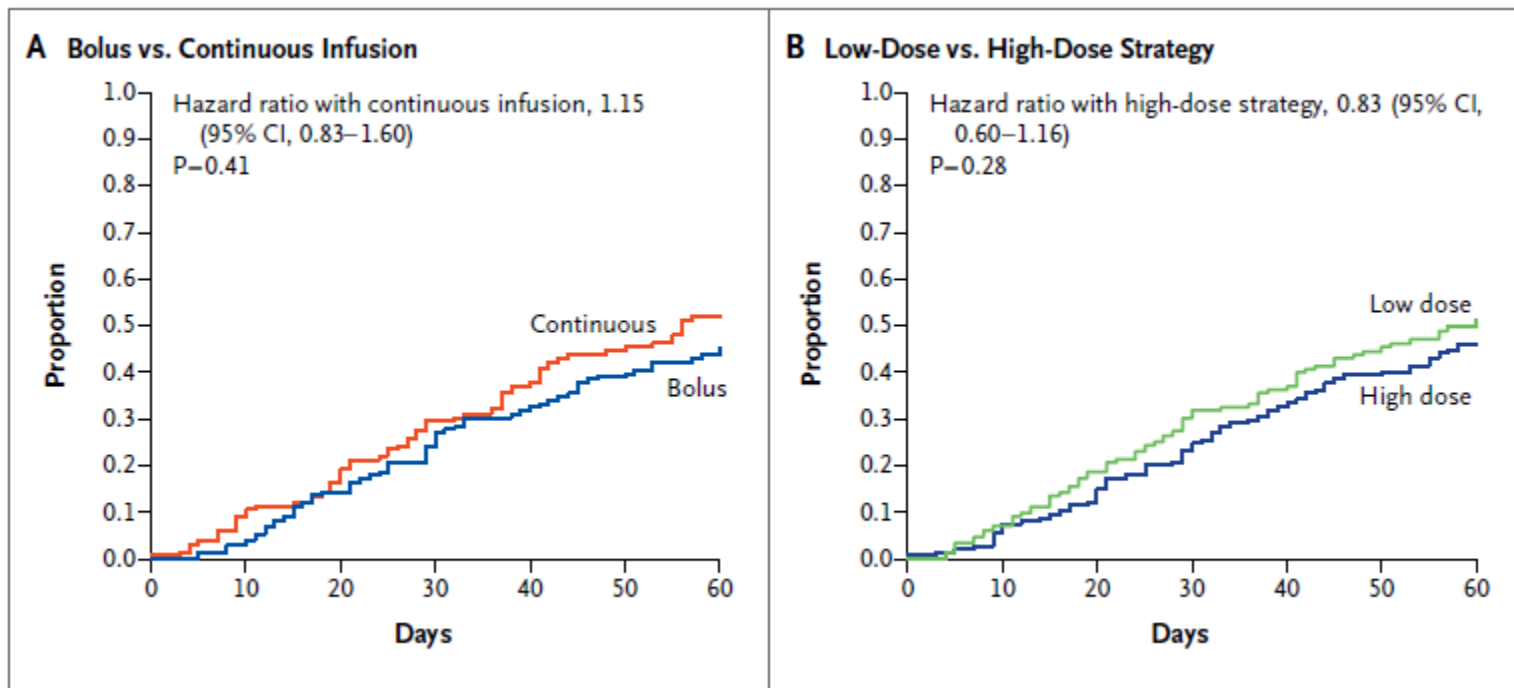 A Bolus vs. Continuous Infusion
1.0
0.9
0.8
0.7
0.6
0.5
0.4
0.3
0.2
0.1
0.0
Proportion
Hazard ratio with continuous infusion, 1.15
(95% CI, 0.83–1.60)
P=0.41
Continuous
Bolus
0 10 20 30 40 50 60
Days
B Low-Dose vs. High-Dose Strategy
1.0
0.9
0.8
0.7
0.6
0.5
0.4
0.3
0.2
0.1
0.0
Proportion
Hazard ratio with high-dose strategy, 0.83 (95% CI,
0.60–1.16)
P=0.28
Low dose
High dose
0 10 20 30 40 50 60
Days